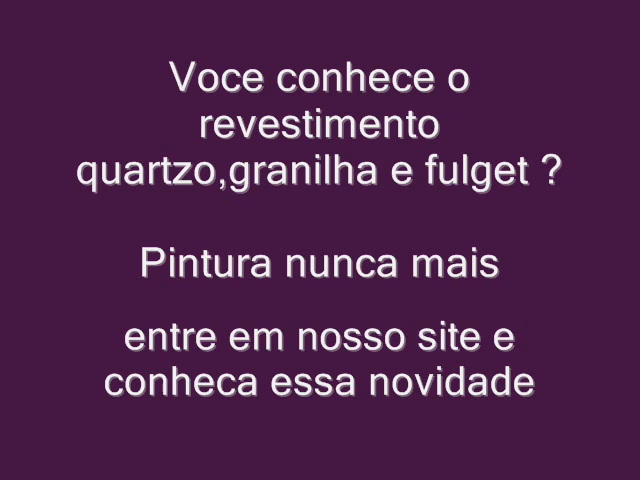 Voce conhece o
revestimento
quartzo,granilha e fulget ?
Pintura nunca mais
entre em nosso site e
conheca essa novidade